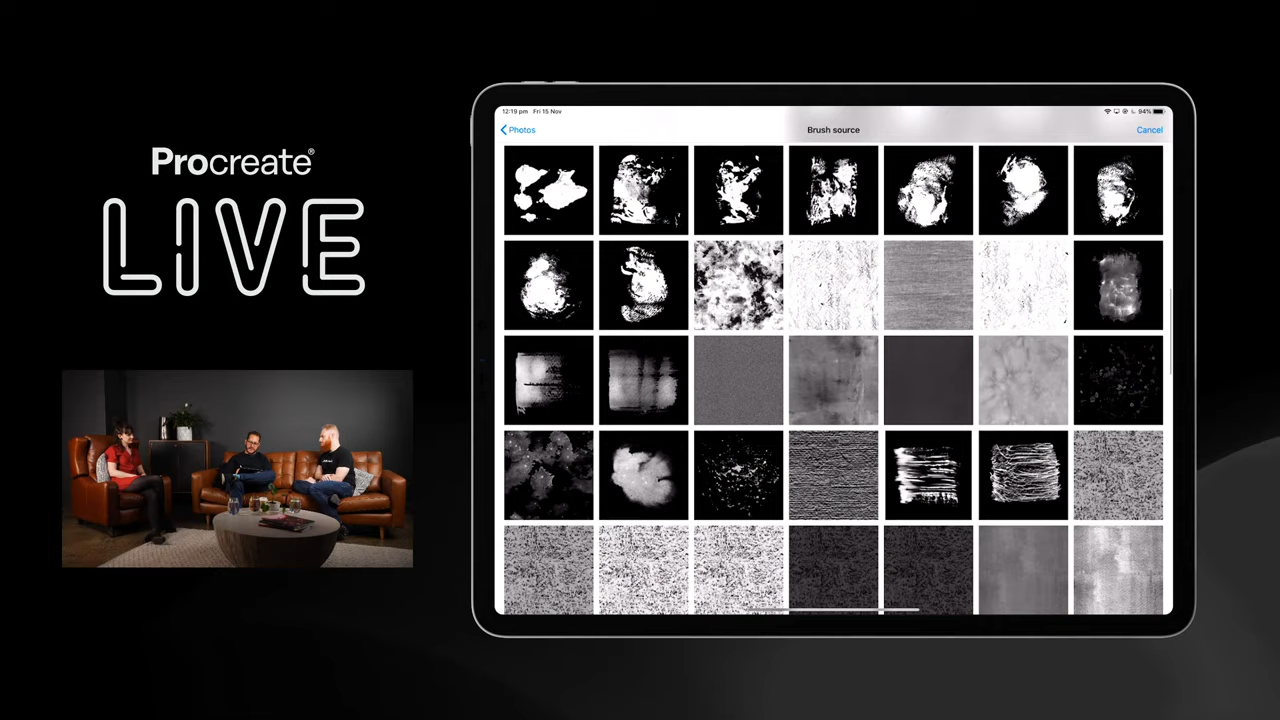 Procreate®
LIVE
12:19 pm Fri 15 Nov
94%
Photos
Brush source
Cancel